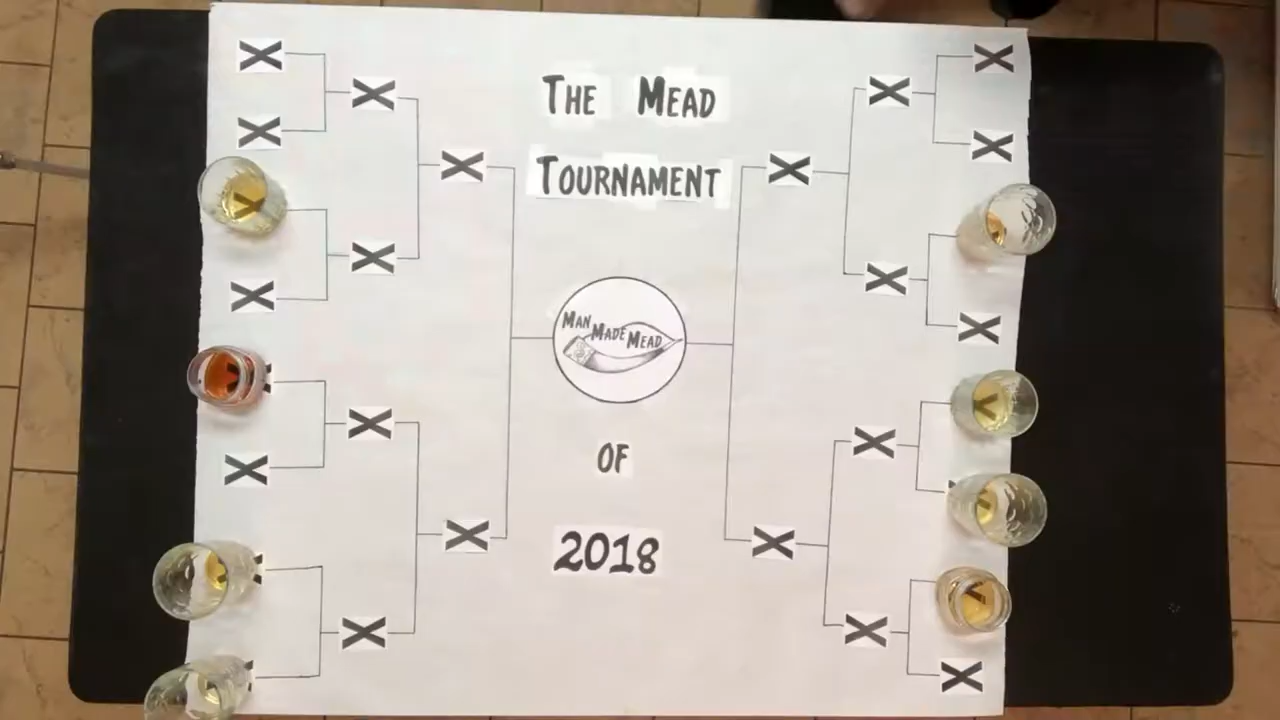 X X
X THE MEAD X
X X
X TOURNAMENT X
X X
X X
X X
MAN MADE MEAD
X X
X OF
X 2018 X
X X
X